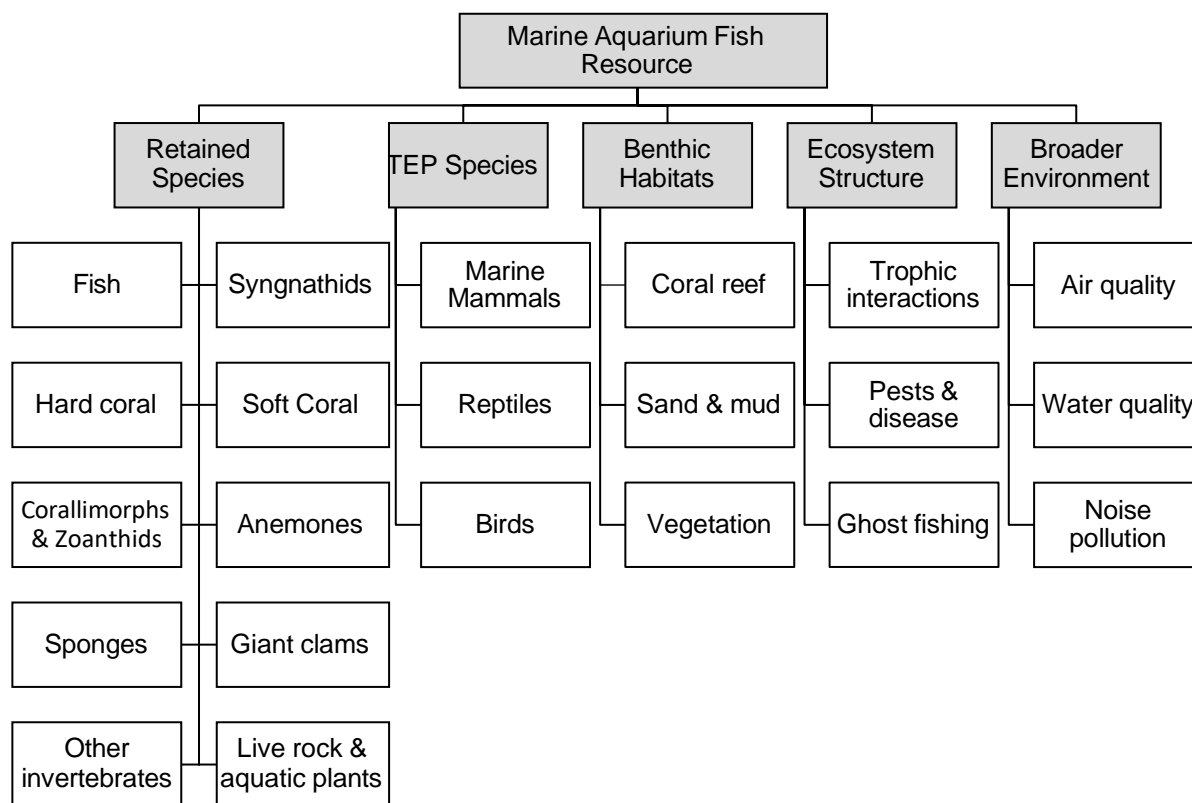 Marine Aquarium Fish
Resource
Retained
Species
TEP Species
Benthic
Habitats
Ecosystem
Structure
Broader
Environment
Fish
Syngnathids
Marine
Mammals
Coral reef
Trophic
interactions
Air quality
Hard coral
Soft Coral
Reptiles
Sand & mud
Pests &
disease
Water quality
Corallimorphs
& Zoanthids
Anemones
Birds
Vegetation
Ghost fishing
Noise
pollution
Sponges
Giant clams
Other
invertebrates
Live rock &
aquatic plants